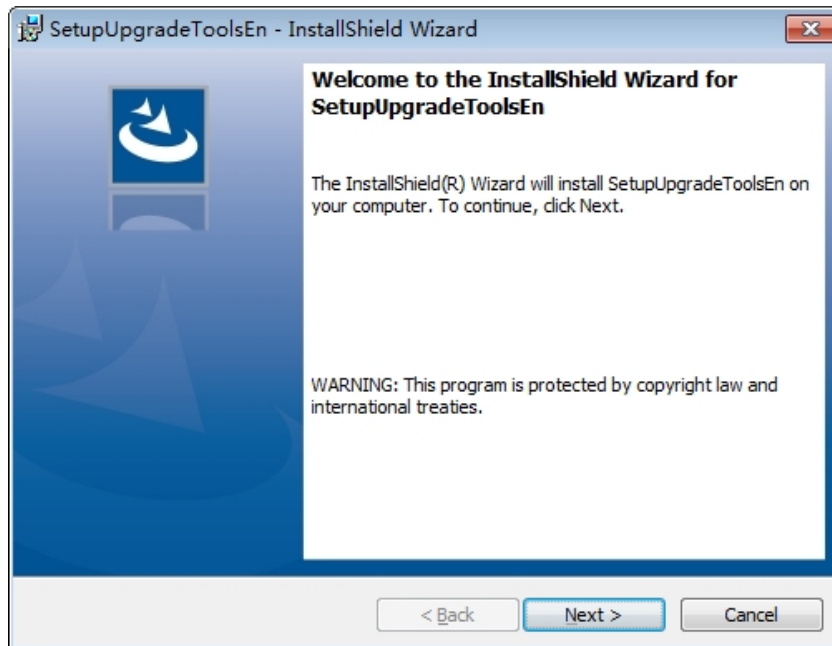 SetupUpgradeToolsEn - InstallShield Wizard
Welcome to the InstallShield Wizard for
SetupUpgradeToolsEn
The InstallShield(R) Wizard will install SetupUpgradeToolsEn on
your computer. To continue, click Next.
WARNING: This program is protected by copyright law and
international treaties.
< Back
Next >
Cancel